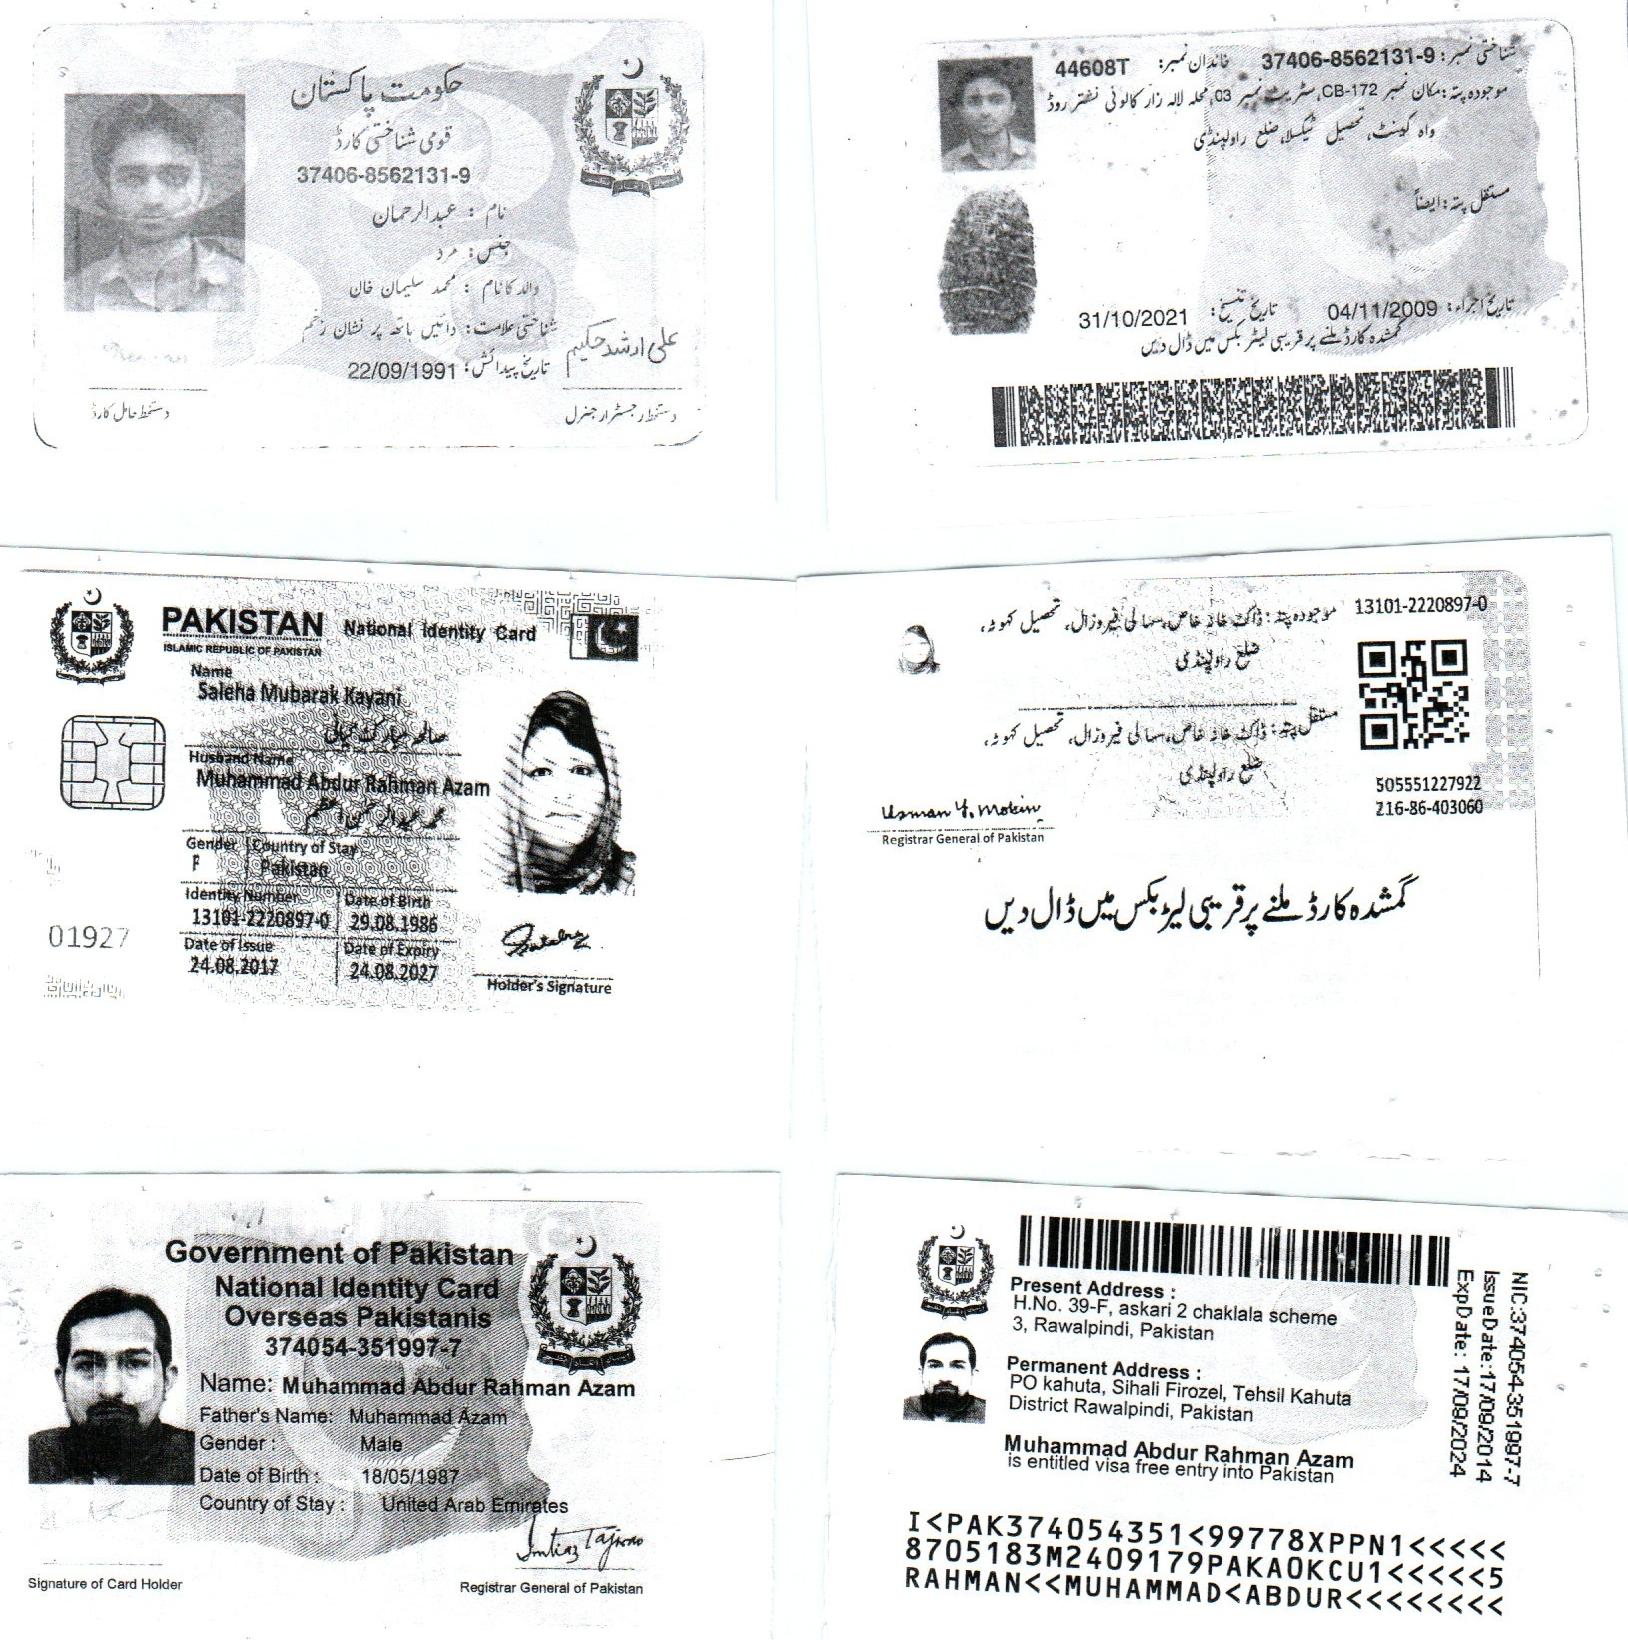 حکومت پاکستان
قومی شناختی کارڈ
37406-8562131-9
نام : عبدالرحمان
جنس: مرد
والد کا نام : محمد سلیمان خان
شناختی علامت: دائیں ہاتھ پر نشان زخم
تاریخ پیدائش: 22/09/1991
علی ارشد حکیم
دستخط حامل کارڈ
دستخط رجسٹرار جنرل
شناختی نمبر: 37406-8562131-9 خاندان نمبر: 44608T
موجودہ پتہ: مکان نمبر CB-172، سٹریٹ نمبر 03، محلہ لالہ زار کالونی نشتر روڈ
واہ کینٹ، تحصیل ٹیکسلا، ضلع راولپنڈی
مستقل پتہ: ایضاً
تاریخ اجراء: 04/11/2009 تاریخ تنسیخ: 31/10/2021
گمشدہ کارڈ ملنے پر قریبی لیٹر بکس میں ڈال دیں
PAKISTAN National Identity Card
ISLAMIC REPUBLIC OF PAKISTAN
Name
Saleha Mubarak Kayani
صالحہ مبارک کیانی
Husband Name
Muhammad Abdur Rahman Azam
محمد عبدالرحمن اعظم
Gender Country of Stay
F Pakistan
Identity Number Date of Birth
13101-2220897-0 29.08.1986
Date of Issue Date of Expiry
24.08.2017 24.08.2027
01927
Holder's Signature
13101-2220897-0
موجودہ پتہ: ڈاک خانہ خاص، سہالی فیروزال، تحصیل کہوٹہ،
ضلع راولپنڈی
مستقل پتہ: ڈاک خانہ خاص، سہالی فیروزال، تحصیل کہوٹہ،
ضلع راولپنڈی
505551227922
216-86-403060
Usman Y. Mobin
Registrar General of Pakistan
گمشدہ کارڈ ملنے پر قریبی لیٹر بکس میں ڈال دیں
Government of Pakistan
National Identity Card
Overseas Pakistanis
374054-351997-7
Name: Muhammad Abdur Rahman Azam
Father's Name: Muhammad Azam
Gender : Male
Date of Birth : 18/05/1987
Country of Stay : United Arab Emirates
Imtiaz Tajwar
Signature of Card Holder
Registrar General of Pakistan
Present Address :
H.No. 39-F, askari 2 chaklala scheme
3, Rawalpindi, Pakistan
Permanent Address :
PO kahuta, Sihali Firozel, Tehsil Kahuta
District Rawalpindi, Pakistan
Muhammad Abdur Rahman Azam
is entitled visa free entry into Pakistan
NIC:374054-351997-7
IssueDate:17/09/2014
ExpDate: 17/09/2024
I<PAK374054351<99778XPPN1<<<<<
8705183M2409179PAKAOKCU1<<<<<5
RAHMAN<<MUHAMMAD<ABDUR<<<<<<<<